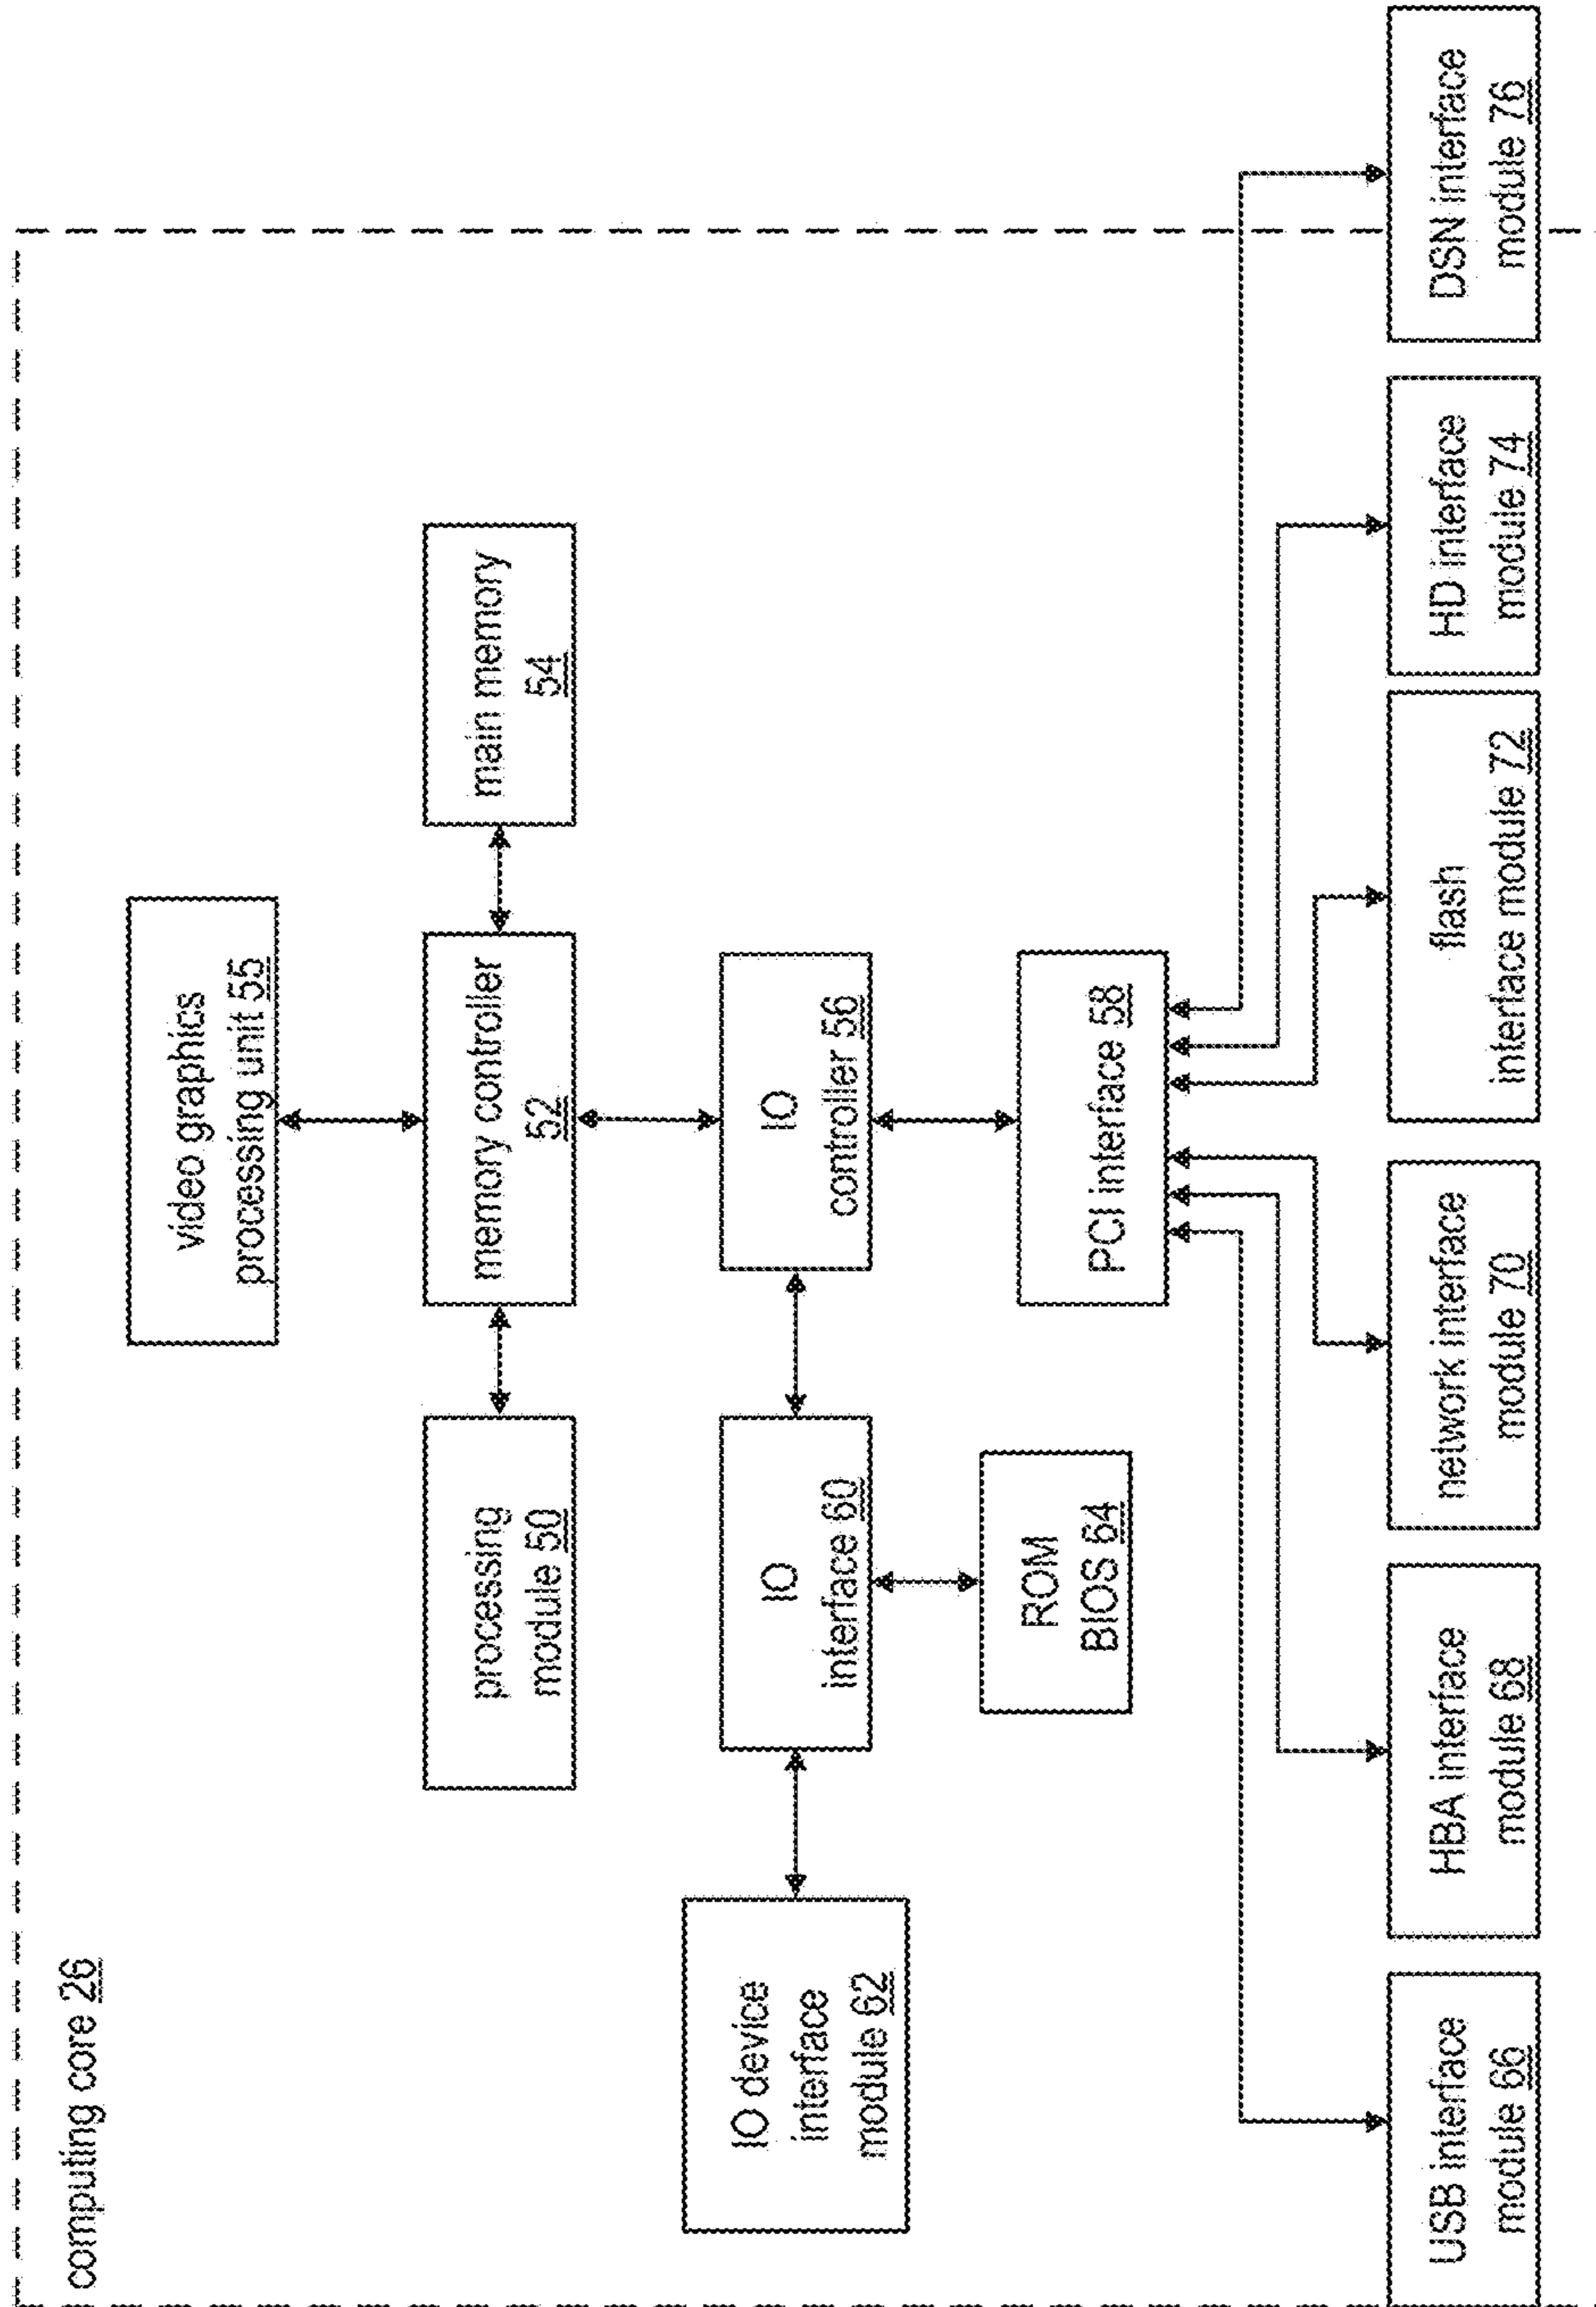 computing core 26
video graphics
processing unit 55
processing
module 50
memory controller
52
main memory
54
IO device
interface
module 62
IO
interface 60
IO
controller 56
ROM
BIOS 64
PCI interface 58
USB interface
module 66
HBA interface
module 68
network interface
module 70
flash
interface module 72
HD interface
module 74
DSN interface
module 76